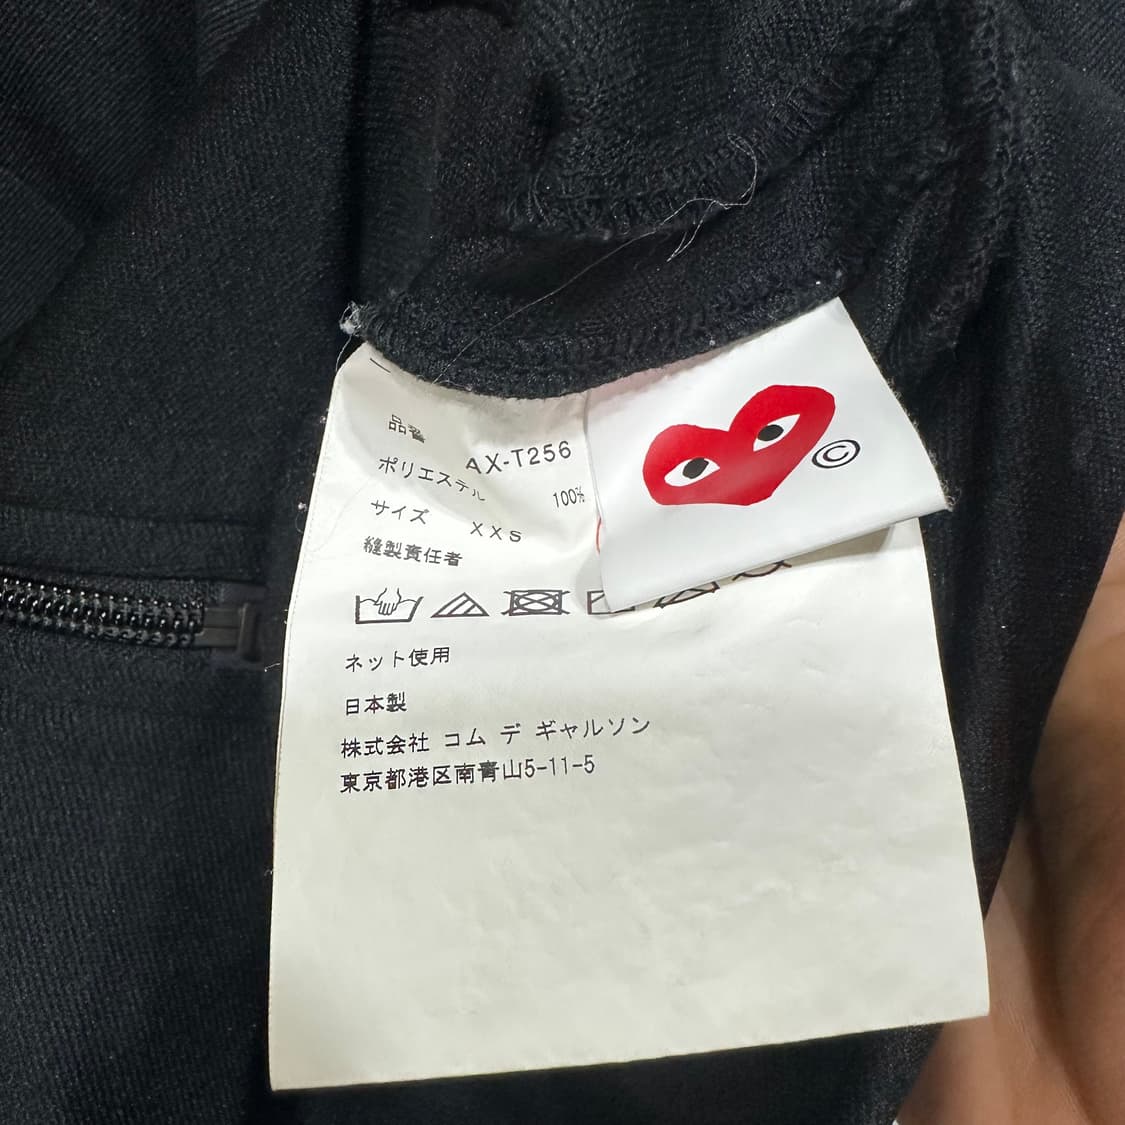 品番 AX-T256
ポリエステル 100%
サイズ XXS
縫製責任者
ネット使用
日本製
株式会社 コム デ ギャルソン
東京都港区南青山5-11-5
©